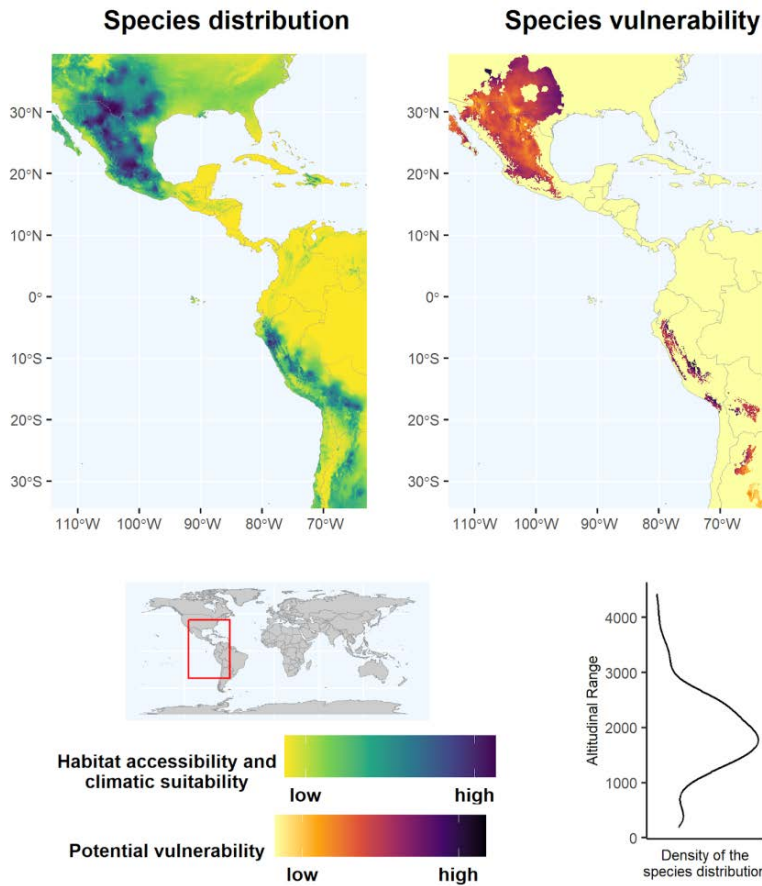 Species distribution
Species vulnerability
30°N
20°N
10°N
0°
10°S
20°S
30°S
110°W 100°W 90°W 80°W 70°W
30°N
20°N
10°N
0°
10°S
20°S
30°S
110°W 100°W 90°W 80°W 70°W
Habitat accessibility and
climatic suitability
low high
Potential vulnerability
low high
Altitudinal Range
4000
3000
2000
1000
0
Density of the
species distribution